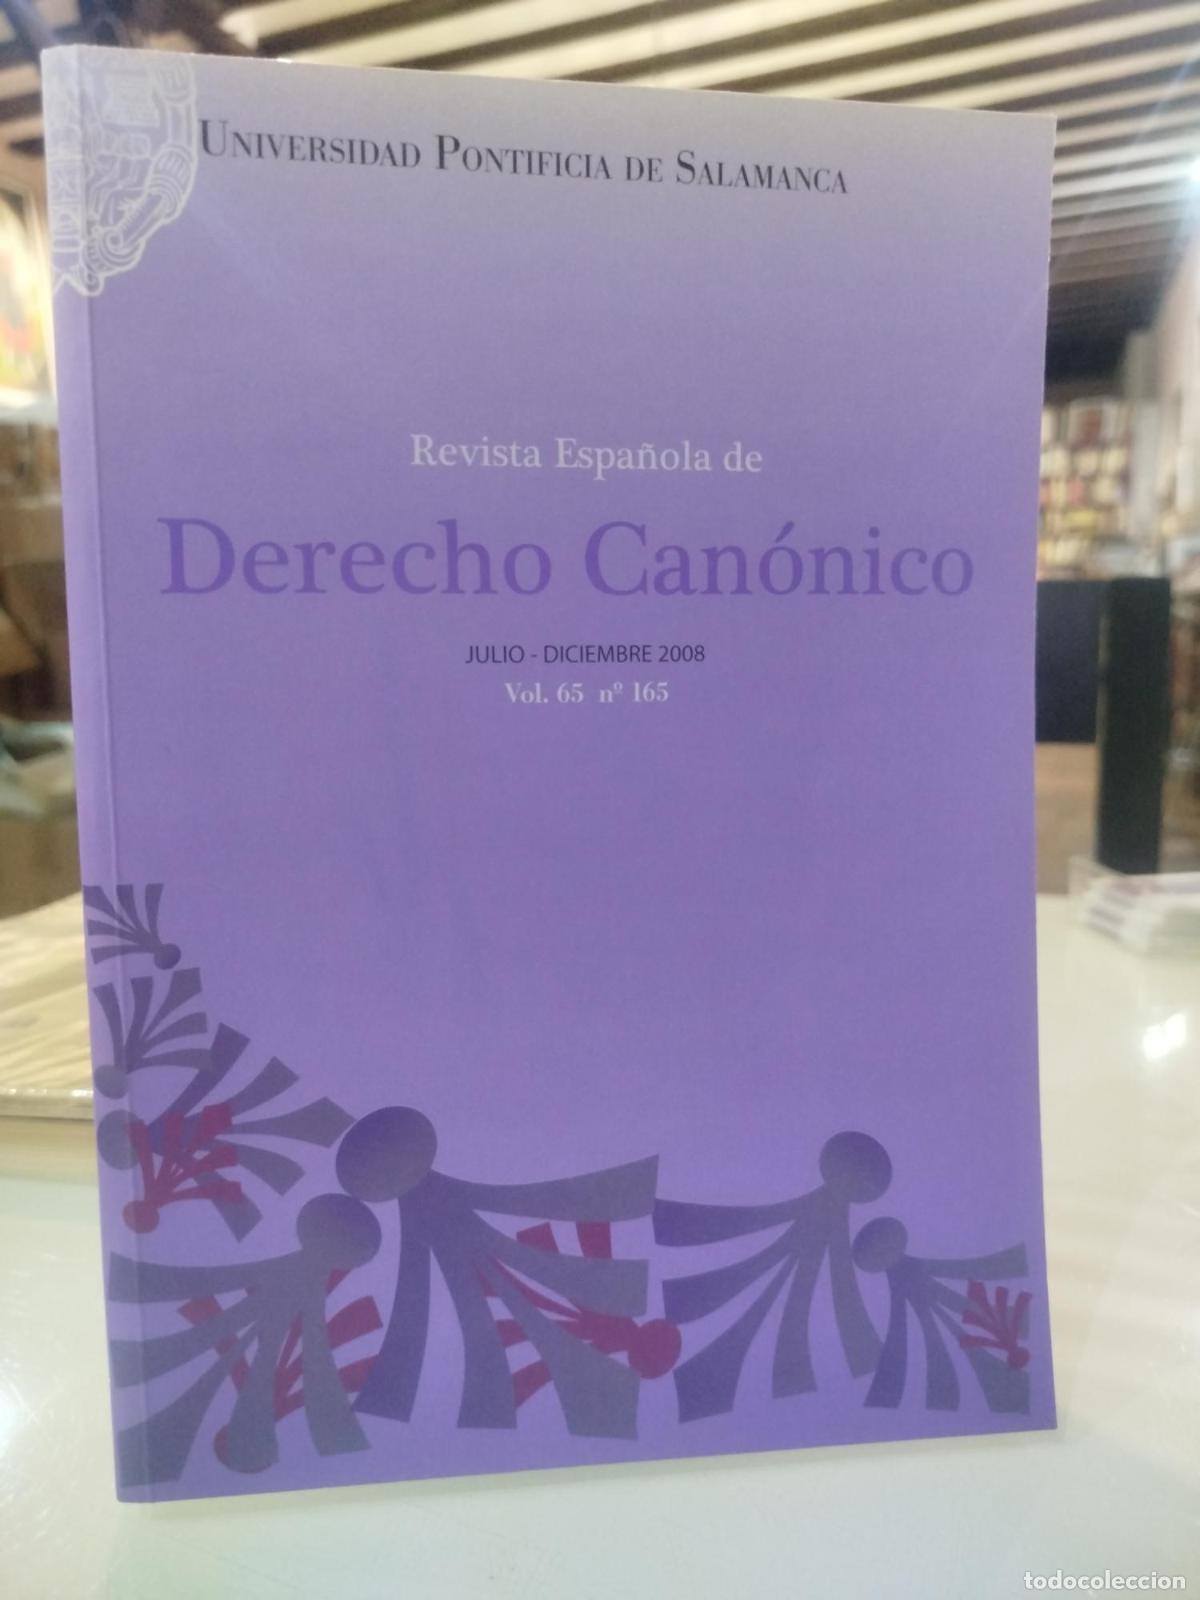 UNIVERSIDAD PONTIFICIA DE SALAMANCA
Revista Española de
Derecho Canónico
JULIO - DICIEMBRE 2008
Vol. 65 nº 165
todocoleccion